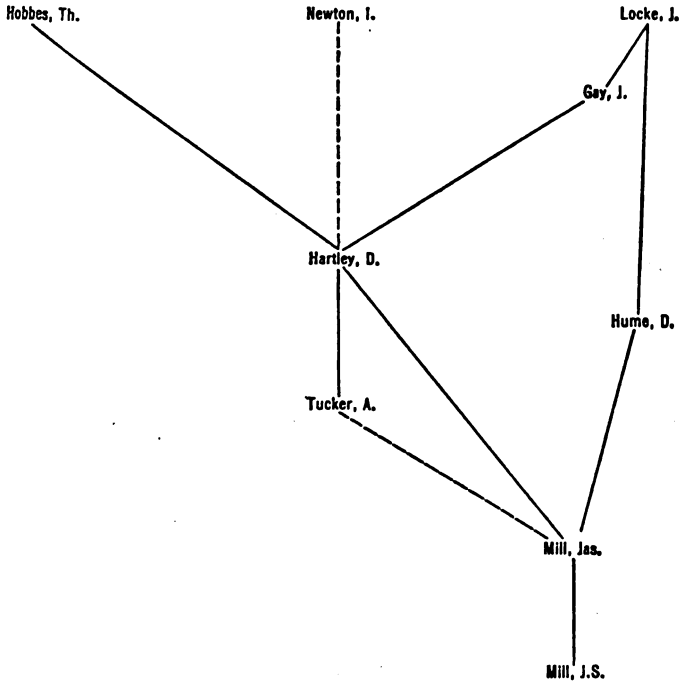 Hobbes, Th.
Newton, I.
Locke, J.
Gay, J.
Hartley, D.
Hume, D.
Tucker, A.
Mill, Jas.
Mill, J.S.